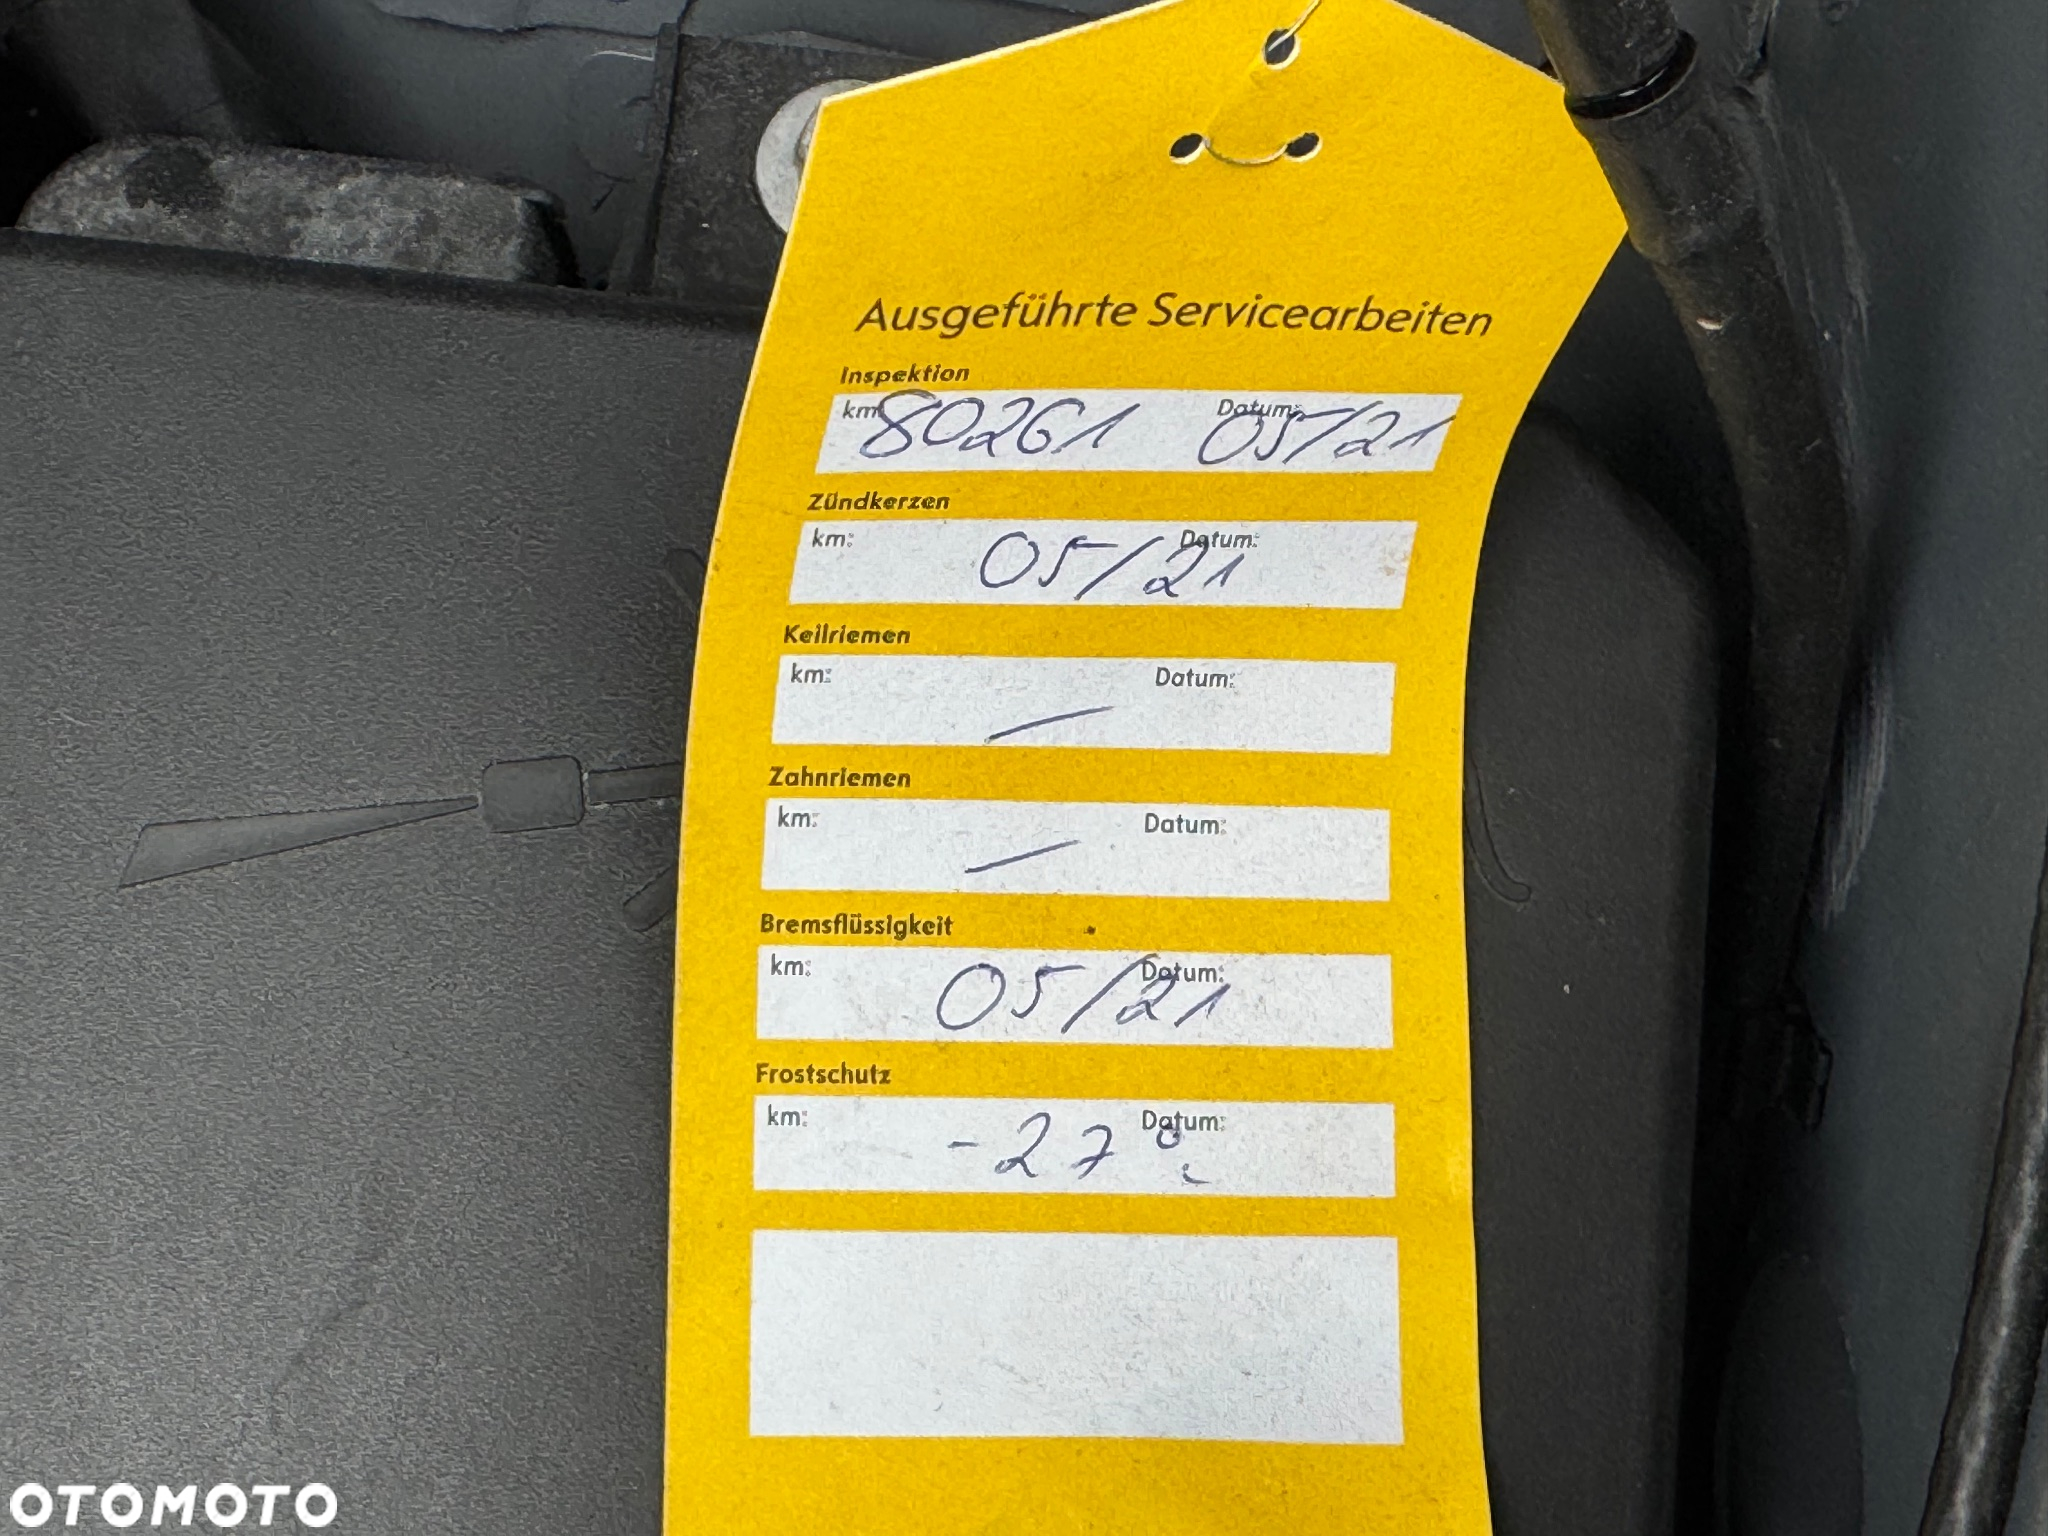 Ausgeführte Servicearbeiten
Inspektion
km: 80261 Datum: 05/21
Zündkerzen
km: Datum: 05/21
Keilriemen
km: — Datum:
Zahnriemen
km: — Datum:
Bremsflüssigkeit
km: Datum: 05/21
Frostschutz
km: Datum: -27°C
OTOMOTO